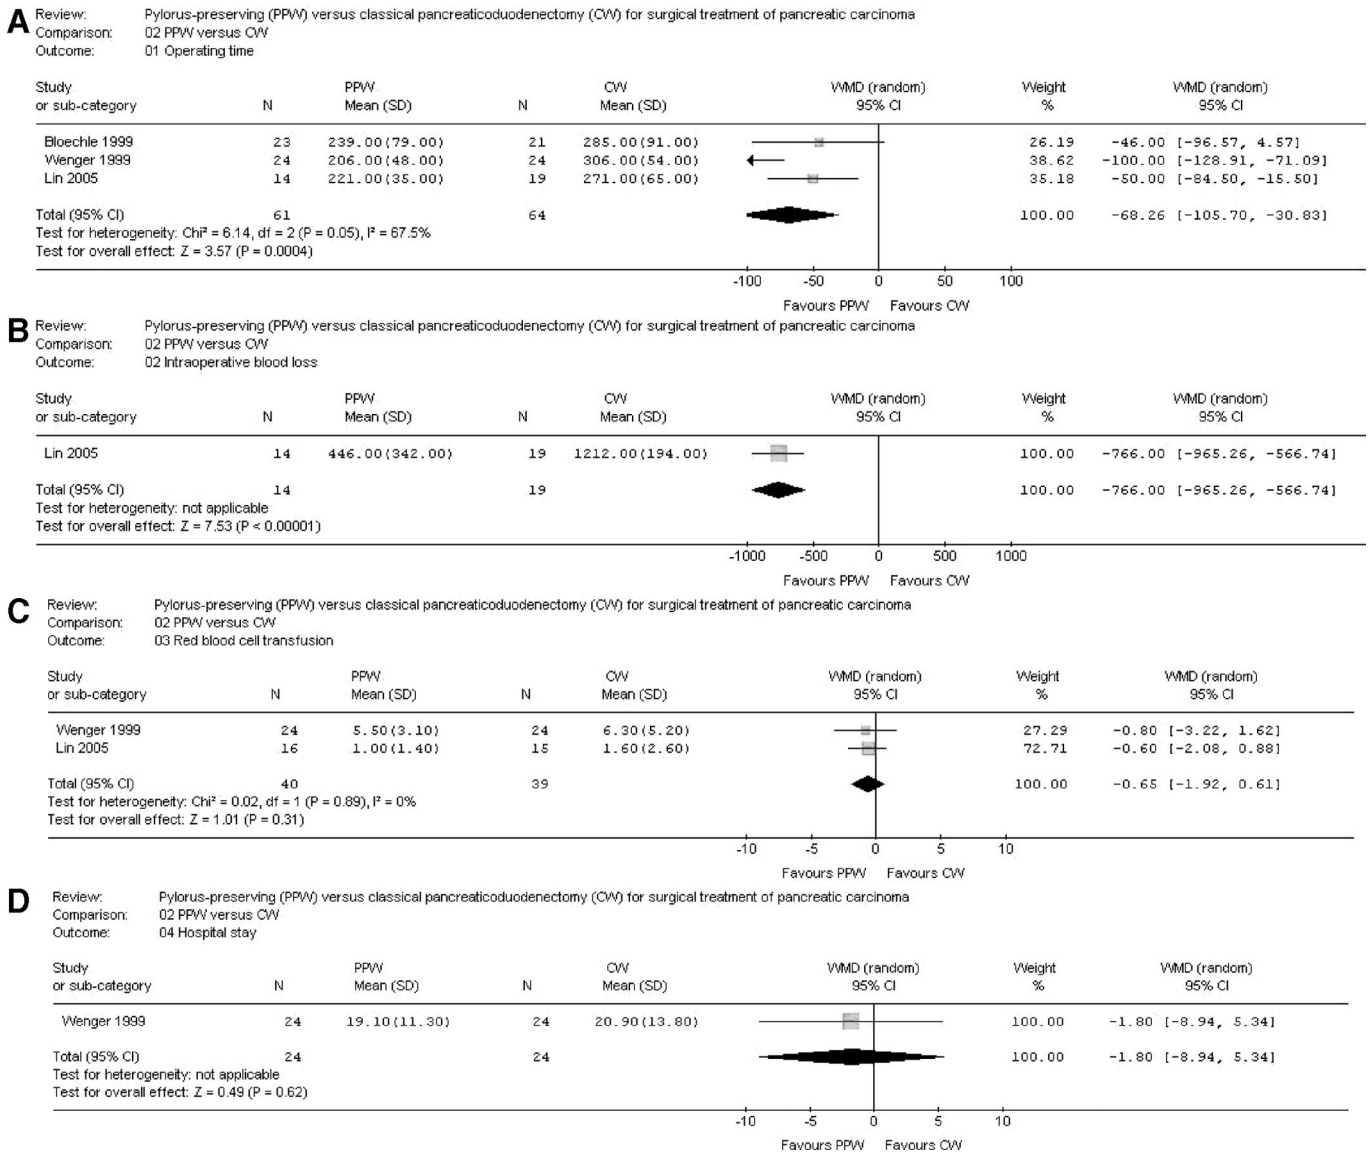 A
Review: Pylorus-preserving (PPW) versus classical pancreaticoduodenectomy (CW) for surgical treatment of pancreatic carcinoma
Comparison: 02 PPW versus CW
Outcome: 01 Operating time
Study PPW CW WMD (random) Weight WMD (random)
or sub-category N Mean (SD) N Mean (SD) 95% CI % 95% CI
Bloechle 1999 23 239.00(79.00) 21 285.00(91.00) 26.19 -46.00 [-96.57, 4.57]
Wenger 1999 24 206.00(48.00) 24 306.00(54.00) 38.62 -100.00 [-128.91, -71.09]
Lin 2005 14 221.00(35.00) 19 271.00(65.00) 35.18 -50.00 [-84.50, -15.50]
Total (95% CI) 61 64 100.00 -68.26 [-105.70, -30.83]
Test for heterogeneity: Chi² = 6.14, df = 2 (P = 0.05), I² = 67.5%
Test for overall effect: Z = 3.57 (P = 0.0004)
-100 -50 0 50 100
Favours PPW Favours CW
B
Review: Pylorus-preserving (PPW) versus classical pancreaticoduodenectomy (CW) for surgical treatment of pancreatic carcinoma
Comparison: 02 PPW versus CW
Outcome: 02 Intraoperative blood loss
Study PPW CW WMD (random) Weight WMD (random)
or sub-category N Mean (SD) N Mean (SD) 95% CI % 95% CI
Lin 2005 14 446.00(342.00) 19 1212.00(194.00) 100.00 -766.00 [-965.26, -566.74]
Total (95% CI) 14 19 100.00 -766.00 [-965.26, -566.74]
Test for heterogeneity: not applicable
Test for overall effect: Z = 7.53 (P < 0.00001)
-1000 -500 0 500 1000
Favours PPW Favours CW
C
Review: Pylorus-preserving (PPW) versus classical pancreaticoduodenectomy (CW) for surgical treatment of pancreatic carcinoma
Comparison: 02 PPW versus CW
Outcome: 03 Red blood cell transfusion
Study PPW CW WMD (random) Weight WMD (random)
or sub-category N Mean (SD) N Mean (SD) 95% CI % 95% CI
Wenger 1999 24 5.50(3.10) 24 6.30(5.20) 27.29 -0.80 [-3.22, 1.62]
Lin 2005 16 1.00(1.40) 15 1.60(2.60) 72.71 -0.60 [-2.08, 0.88]
Total (95% CI) 40 39 100.00 -0.65 [-1.92, 0.61]
Test for heterogeneity: Chi² = 0.02, df = 1 (P = 0.89), I² = 0%
Test for overall effect: Z = 1.01 (P = 0.31)
-10 -5 0 5 10
Favours PPW Favours CW
D
Review: Pylorus-preserving (PPW) versus classical pancreaticoduodenectomy (CW) for surgical treatment of pancreatic carcinoma
Comparison: 02 PPW versus CW
Outcome: 04 Hospital stay
Study PPW CW WMD (random) Weight WMD (random)
or sub-category N Mean (SD) N Mean (SD) 95% CI % 95% CI
Wenger 1999 24 19.10(11.30) 24 20.90(13.80) 100.00 -1.80 [-8.94, 5.34]
Total (95% CI) 24 24 100.00 -1.80 [-8.94, 5.34]
Test for heterogeneity: not applicable
Test for overall effect: Z = 0.49 (P = 0.62)
-10 -5 0 5 10
Favours PPW Favours CW